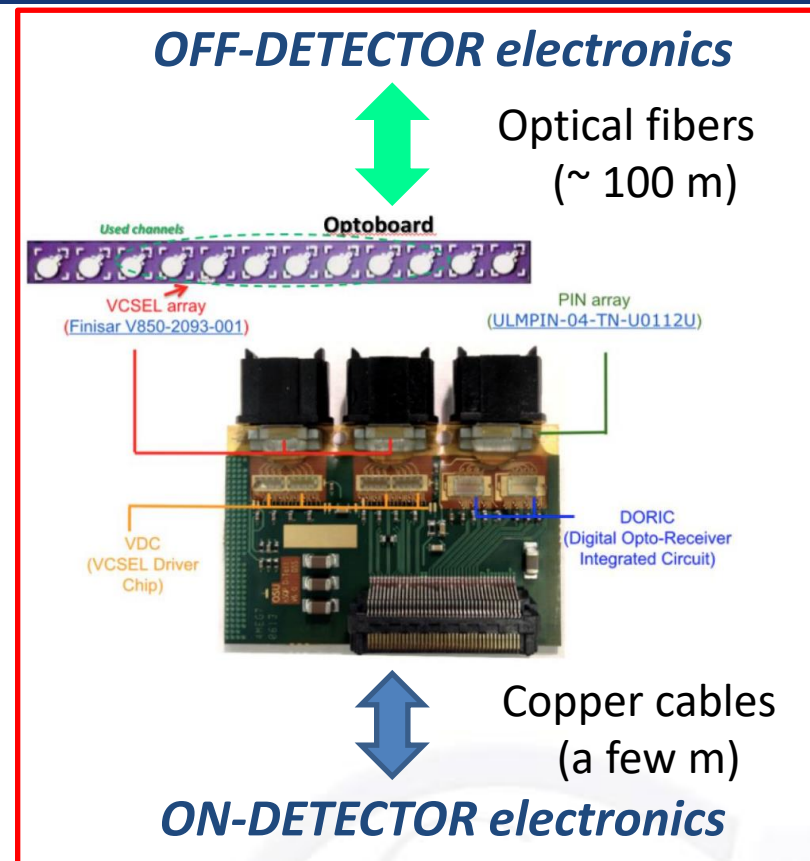 OFF-DETECTOR electronics
Optical fibers
(~ 100 m)
Used channels
Optoboard
VCSEL array
(Finisar V850-2093-001)
PIN array
(ULMPIN-04-TN-U0112U)
VDC
(VCSEL Driver
Chip)
DORIC
(Digital Opto-Receiver
Integrated Circuit)
OSU
Copper cables
(a few m)
ON-DETECTOR electronics